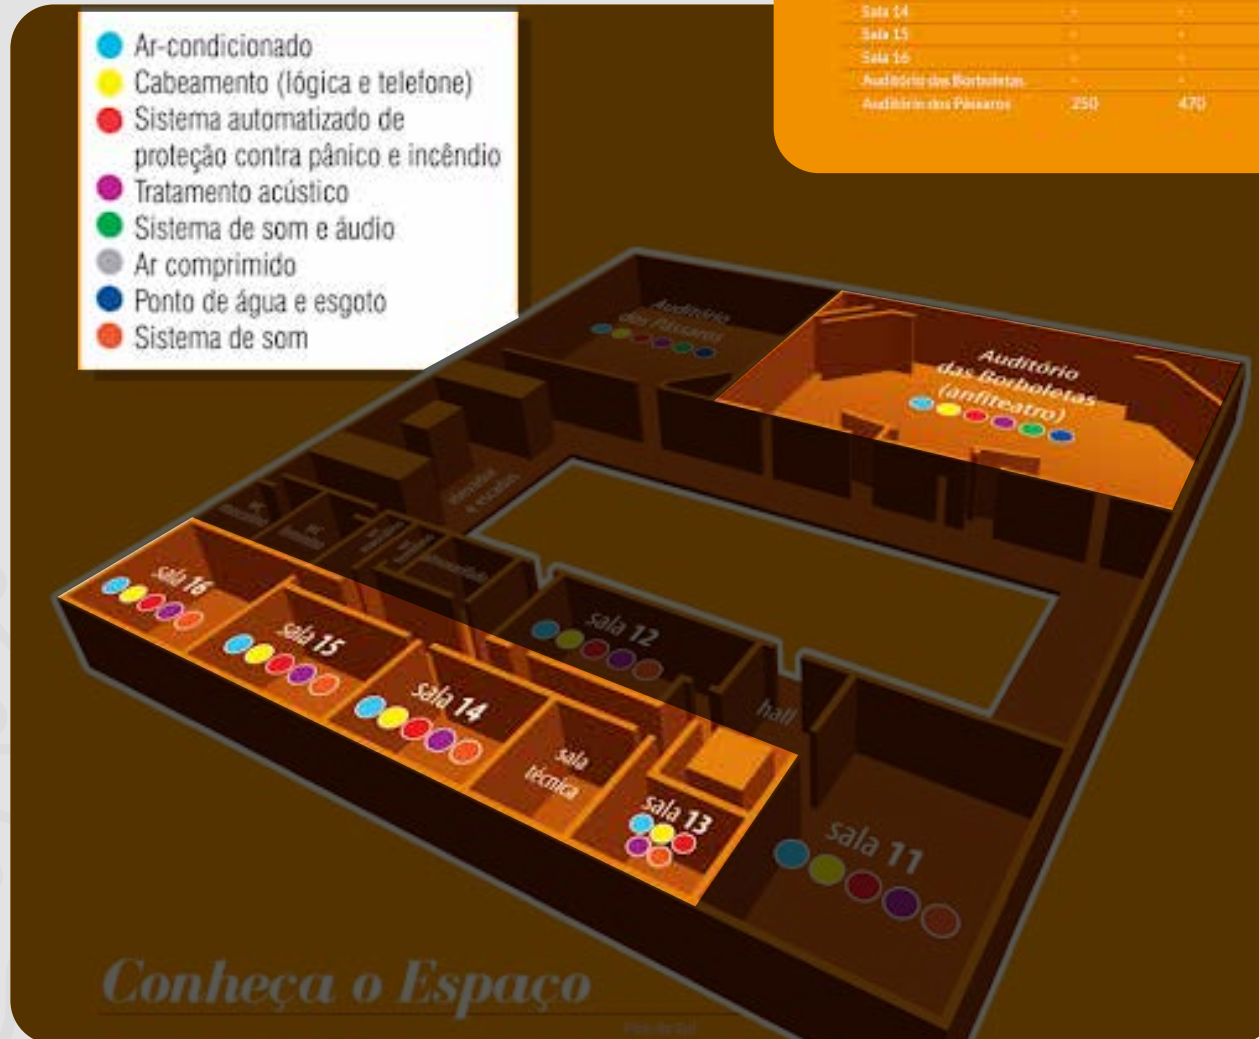 Ar-condicionado
Cabeamento (lógica e telefone)
Sistema automatizado de
proteção contra pânico e incêndio
Tratamento acústico
Sistema de som e áudio
Ar comprimido
Ponto de água e esgoto
Sistema de som
Sala 14 - -
Sala 15 - -
Sala 16 - -
Auditório das Borboletas - -
Auditório dos Pássaros 250 470
Auditório
dos Pássaros
Auditório
das Borboletas
(anfiteatro)
elevador
e escadas
sala 16
sala 15
sala 14
sala
técnica
sala 13
sala 12
hall
sala 11
Conheça o Espaço